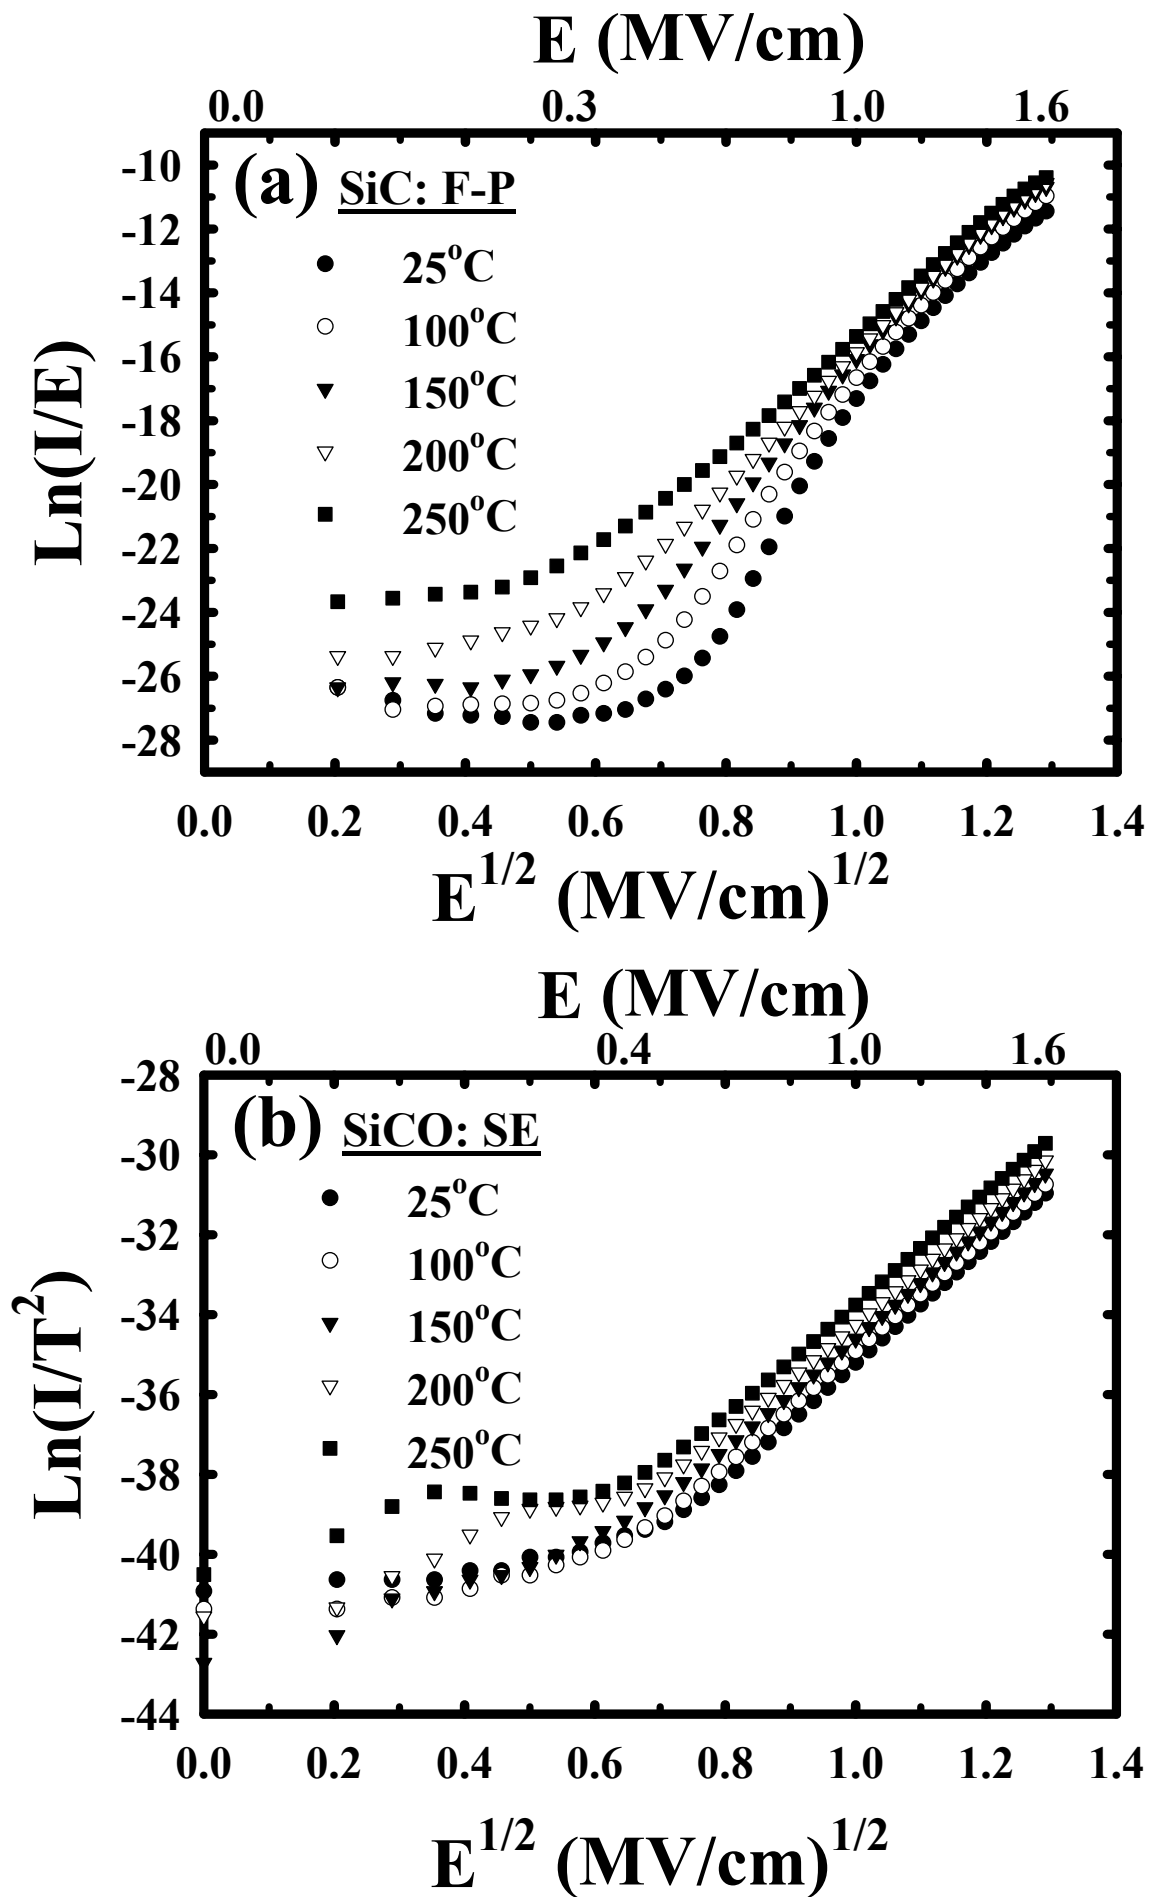 E (MV/cm)
0.0 0.3 1.0 1.6
(a) SiC: F-P
25°C
100°C
150°C
200°C
250°C
-10
-12
-14
-16
-18
-20
-22
-24
-26
-28
Ln(I/E)
0.0 0.2 0.4 0.6 0.8 1.0 1.2 1.4
E^1/2 (MV/cm)^1/2
E (MV/cm)
0.0 0.4 1.0 1.6
(b) SiCO: SE
25°C
100°C
150°C
200°C
250°C
-28
-30
-32
-34
-36
-38
-40
-42
-44
Ln(I/T^2)
0.0 0.2 0.4 0.6 0.8 1.0 1.2 1.4
E^1/2 (MV/cm)^1/2